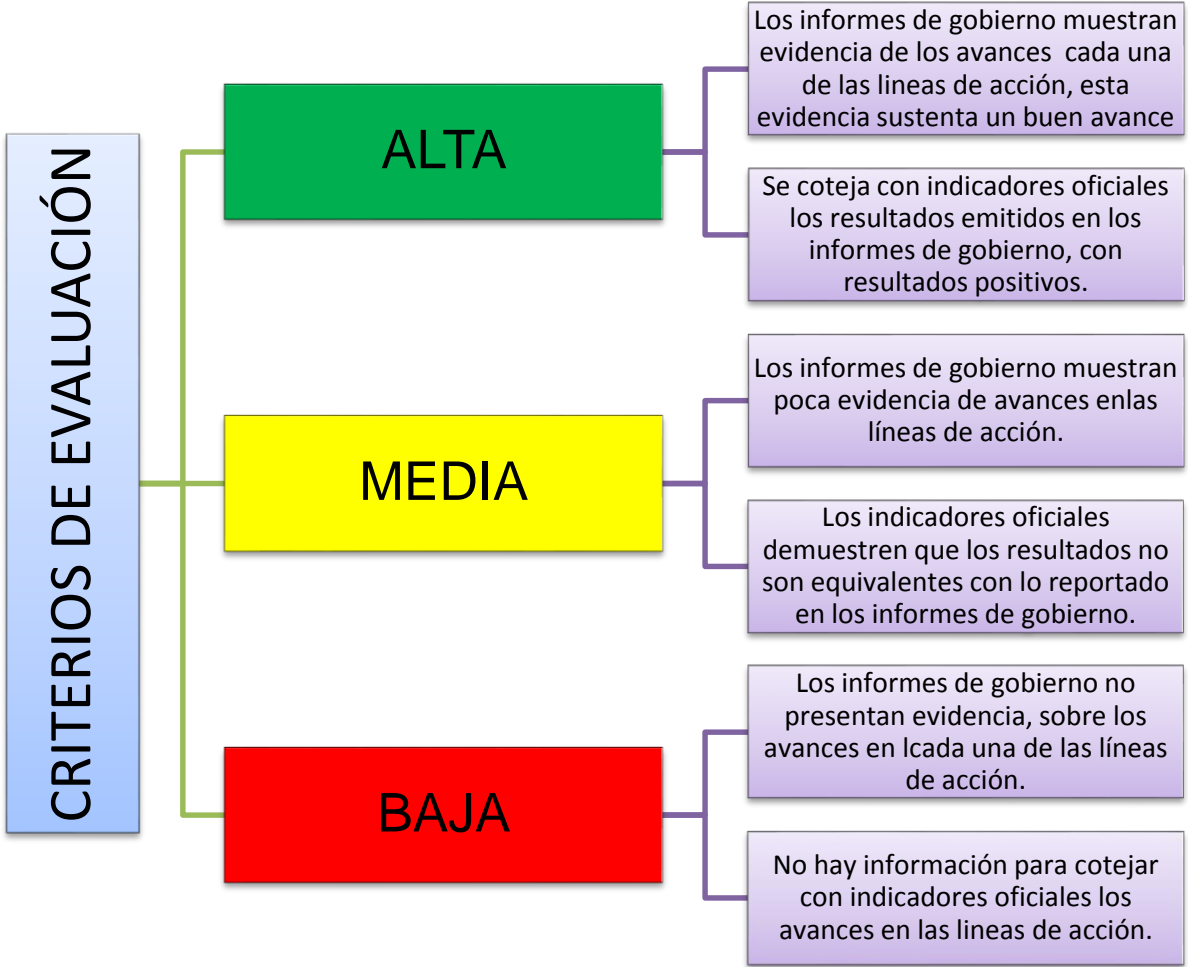 CRITERIOS DE EVALUACIÓN
ALTA
Los informes de gobierno muestran
evidencia de los avances cada una
de las lineas de acción, esta
evidencia sustenta un buen avance
Se coteja con indicadores oficiales
los resultados emitidos en los
informes de gobierno, con
resultados positivos.
MEDIA
Los informes de gobierno muestran
poca evidencia de avances enlas
líneas de acción.
Los indicadores oficiales
demuestren que los resultados no
son equivalentes con lo reportado
en los informes de gobierno.
BAJA
Los informes de gobierno no
presentan evidencia, sobre los
avances en lcada una de las líneas
de acción.
No hay información para cotejar
con indicadores oficiales los
avances en las lineas de acción.